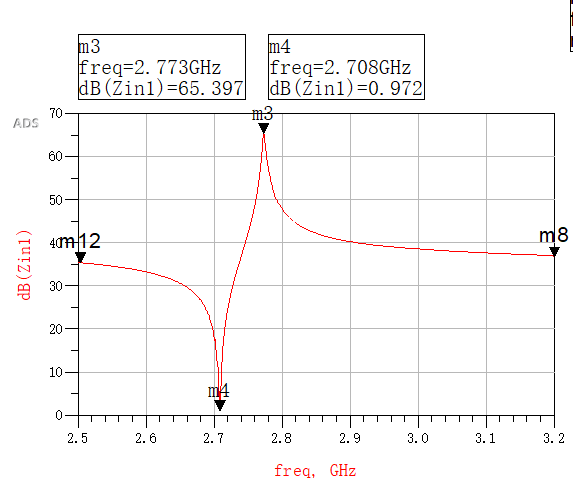 m3
freq=2.773GHz
dB(Zin1)=65.397
m4
freq=2.708GHz
dB(Zin1)=0.972
ADS
m3
70
60
50
40
30
20
10
0
m12
m8
m4
dB(Zin1)
2.5 2.6 2.7 2.8 2.9 3.0 3.1 3.2
freq, GHz